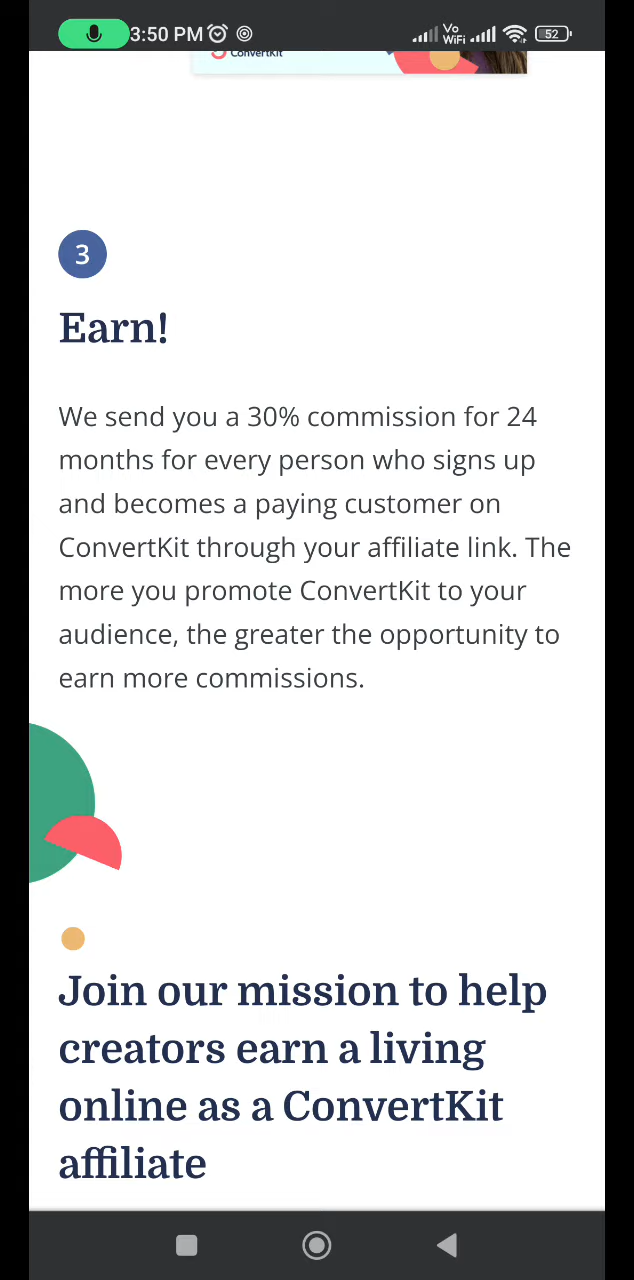 3:50 PM
Vo
WiFi
52
ConvertKit
3
Earn!
We send you a 30% commission for 24
months for every person who signs up
and becomes a paying customer on
ConvertKit through your affiliate link. The
more you promote ConvertKit to your
audience, the greater the opportunity to
earn more commissions.
Join our mission to help
creators earn a living
online as a ConvertKit
affiliate